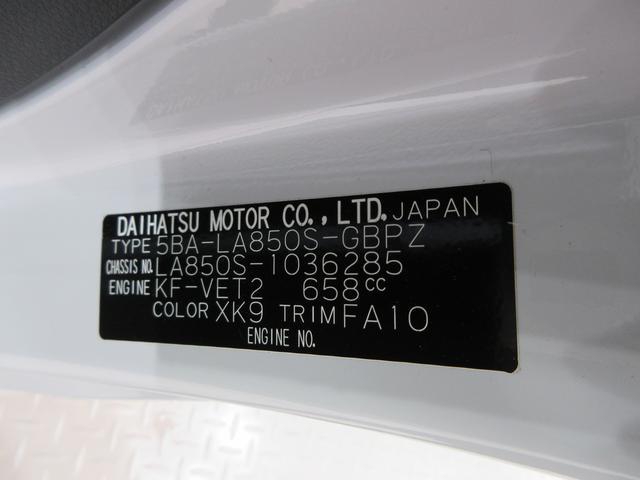 DAIHATSU MOTOR CO.,LTD. JAPAN
TYPE 5BA-LA850S-GBPZ
CHASSIS NO. LA850S-1036285
ENGINE KF-VET2 658cc
COLOR XK9 TRIM FA10
ENGINE NO.